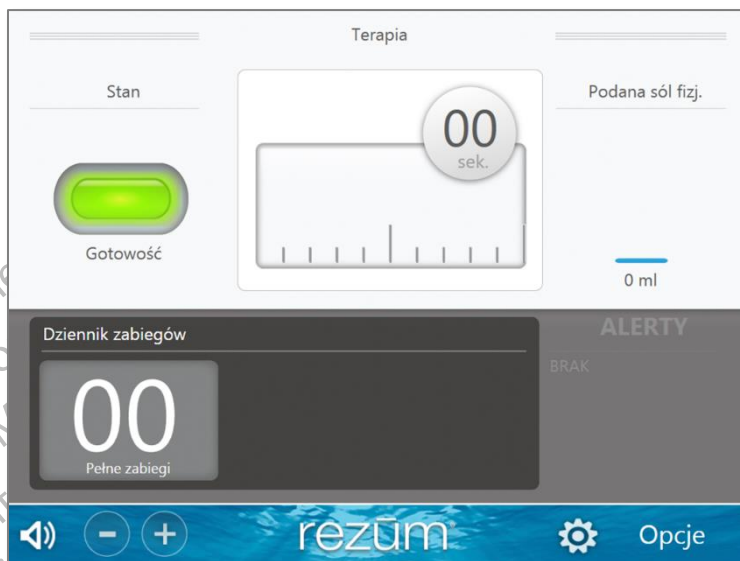 Terapia
Stan
Podana sól fizj.
00
sek.
Gotowość
0 ml
Dziennik zabiegów
ALERTY
BRAK
00
Pełne zabiegi
rezūm
Opcje